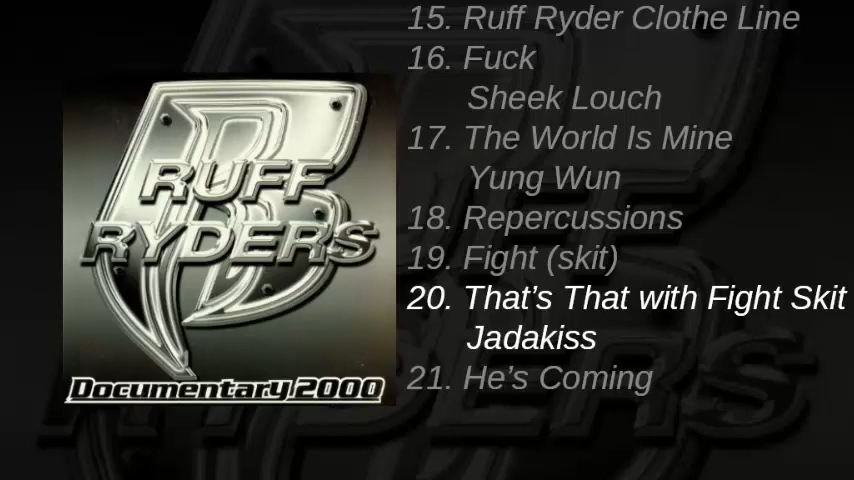 RUFF
RYDERS
Documentary 2000
15. Ruff Ryder Clothe Line
16. Fuck
Sheek Louch
17. The World Is Mine
Yung Wun
18. Repercussions
19. Fight (skit)
20. That’s That with Fight Skit
Jadakiss
21. He’s Coming